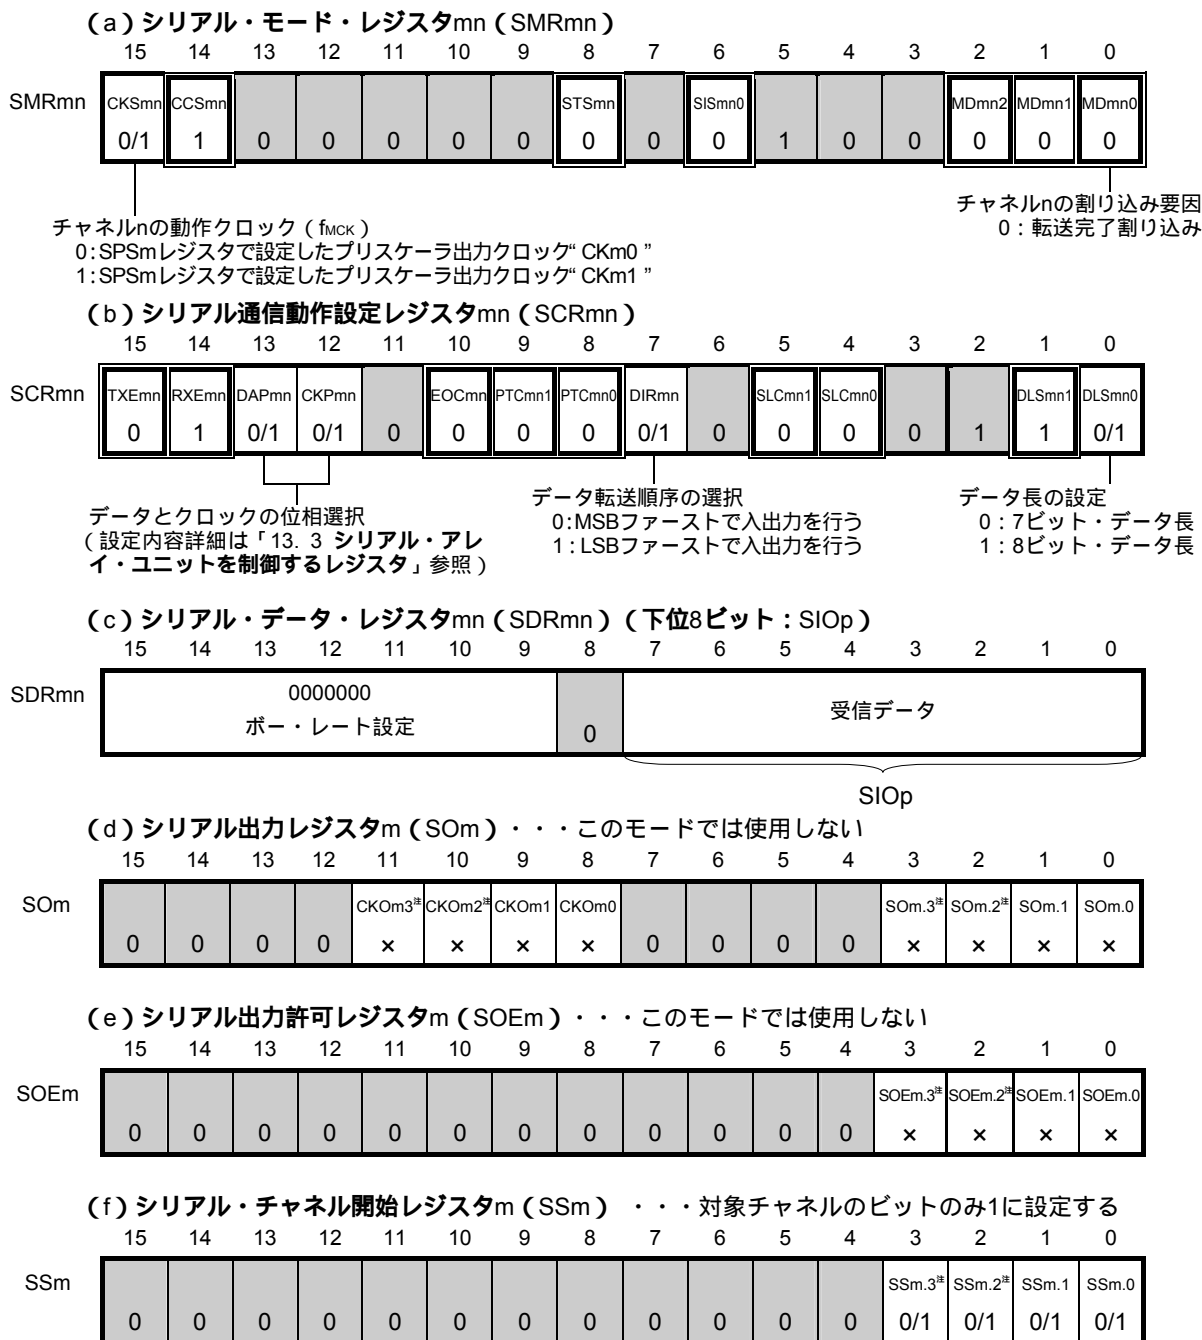 (a)シリアル・モード・レジスタmn(SMRmn)
15 14 13 12 11 10 9 8 7 6 5 4 3 2 1 0
SMRmn CKSmn CCSmn STSmn SISmn0 MDmn2 MDmn1 MDmn0
0/1 1 0 0 0 0 0 0 0 0 1 0 0 0 0 0
チャネルnの動作クロック(fMCK)
0:SPSmレジスタで設定したプリスケーラ出力クロック“CKm0”
1:SPSmレジスタで設定したプリスケーラ出力クロック“CKm1”
チャネルnの割り込み要因
0:転送完了割り込み
(b)シリアル通信動作設定レジスタmn(SCRmn)
15 14 13 12 11 10 9 8 7 6 5 4 3 2 1 0
SCRmn TXEmn RXEmn DAPmn CKPmn EOCmn PTCmn1 PTCmn0 DIRmn SLCmn1 SLCmn0 DLSmn1 DLSmn0
0 1 0/1 0/1 0 0 0 0 0/1 0 0 0 0 1 1 0/1
データとクロックの位相選択
(設定内容詳細は「13. 3 シリアル・アレ
イ・ユニットを制御するレジスタ」参照)
データ転送順序の選択
0:MSBファーストで入出力を行う
1:LSBファーストで入出力を行う
データ長の設定
0:7ビット・データ長
1:8ビット・データ長
(c)シリアル・データ・レジスタmn(SDRmn)(下位8ビット:SIOp)
15 14 13 12 11 10 9 8 7 6 5 4 3 2 1 0
SDRmn 0000000
ボー・レート設定 0 受信データ
SIOp
(d)シリアル出力レジスタm(SOm)・・・このモードでは使用しない
15 14 13 12 11 10 9 8 7 6 5 4 3 2 1 0
SOm CKOm3注 CKOm2注 CKOm1 CKOm0 SOm.3注 SOm.2注 SOm.1 SOm.0
0 0 0 0 × × × × 0 0 0 0 × × × ×
(e)シリアル出力許可レジスタm(SOEm)・・・このモードでは使用しない
15 14 13 12 11 10 9 8 7 6 5 4 3 2 1 0
SOEm SOEm.3注 SOEm.2注 SOEm.1 SOEm.0
0 0 0 0 0 0 0 0 0 0 0 0 × × × ×
(f)シリアル・チャネル開始レジスタm(SSm) ・・・対象チャネルのビットのみ1に設定する
15 14 13 12 11 10 9 8 7 6 5 4 3 2 1 0
SSm SSm.3注 SSm.2注 SSm.1 SSm.0
0 0 0 0 0 0 0 0 0 0 0 0 0/1 0/1 0/1 0/1